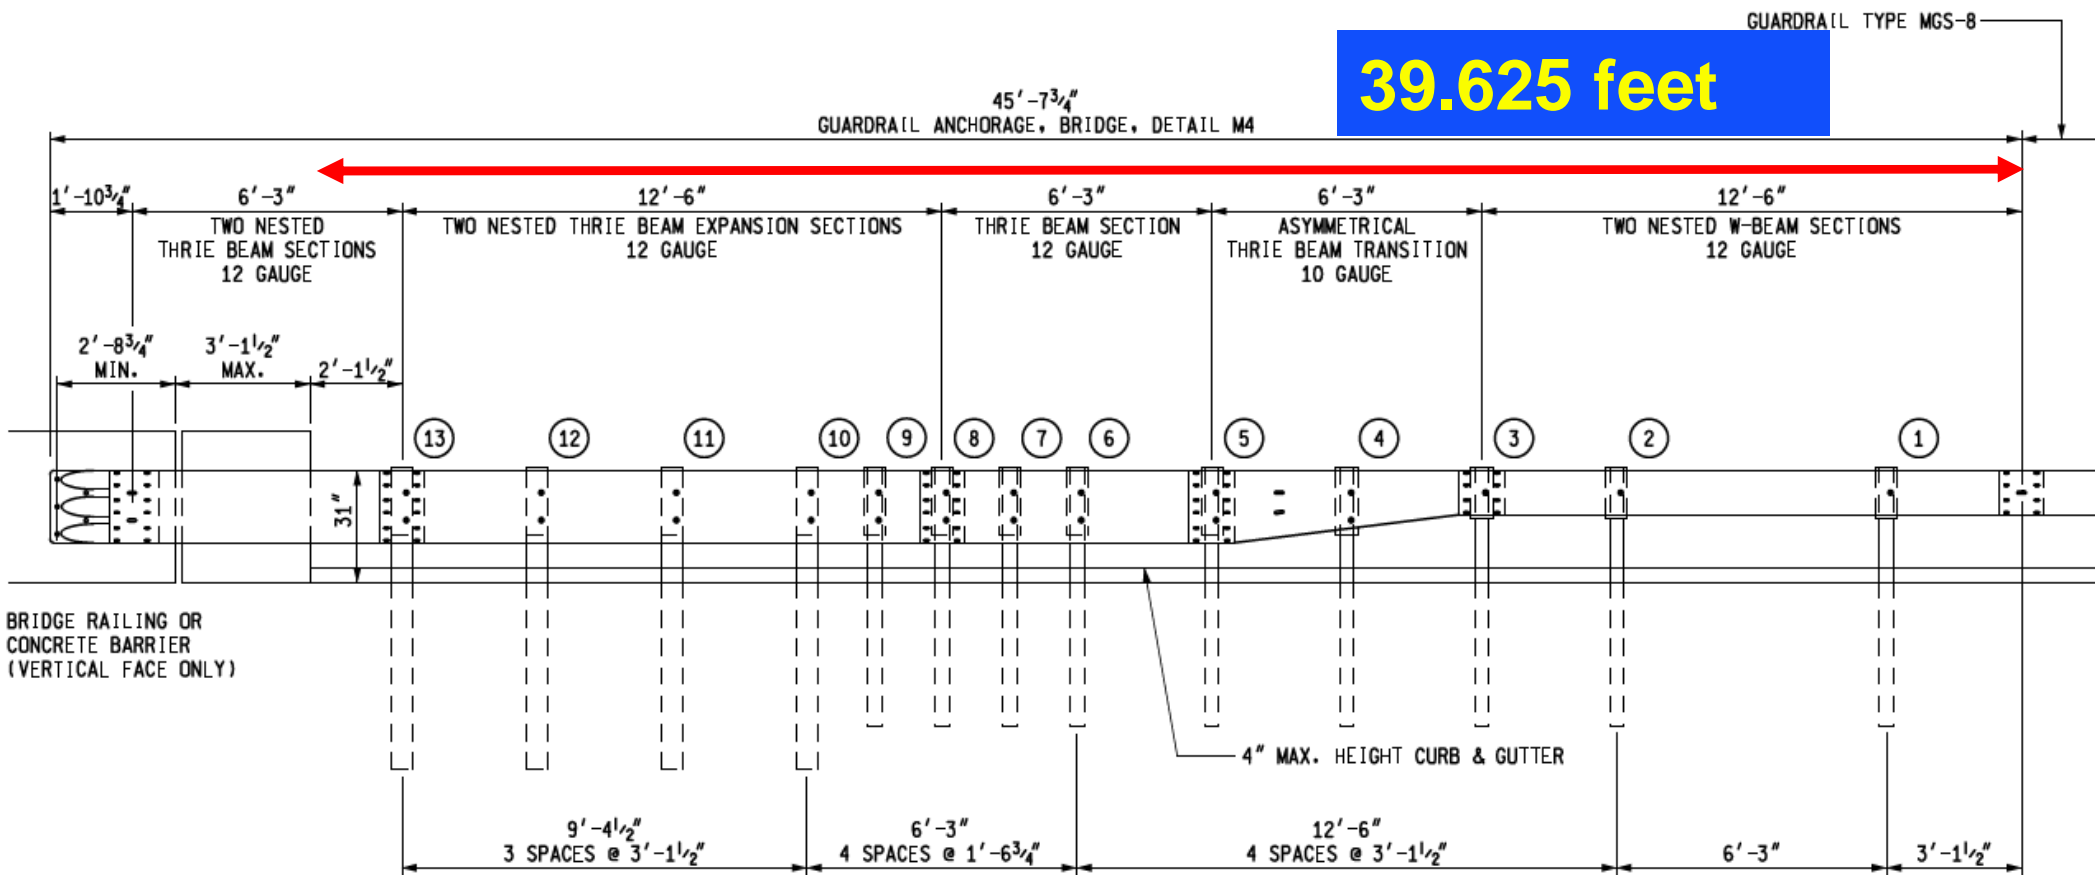 GUARDRAIL TYPE MGS-8
39.625 feet
45'-7¾"
GUARDRAIL ANCHORAGE, BRIDGE, DETAIL M4
1'-10¾"
6'-3"
TWO NESTED
THRIE BEAM SECTIONS
12 GAUGE
12'-6"
TWO NESTED THRIE BEAM EXPANSION SECTIONS
12 GAUGE
6'-3"
THRIE BEAM SECTION
12 GAUGE
6'-3"
ASYMMETRICAL
THRIE BEAM TRANSITION
10 GAUGE
12'-6"
TWO NESTED W-BEAM SECTIONS
12 GAUGE
2'-8¾"
MIN.
3'-1½"
MAX.
2'-1½"
13 12 11 10 9 8 7 6 5 4 3 2 1
31"
BRIDGE RAILING OR
CONCRETE BARRIER
(VERTICAL FACE ONLY)
4" MAX. HEIGHT CURB & GUTTER
9'-4½"
3 SPACES @ 3'-1½"
6'-3"
4 SPACES @ 1'-6¾"
12'-6"
4 SPACES @ 3'-1½"
6'-3"
3'-1½"